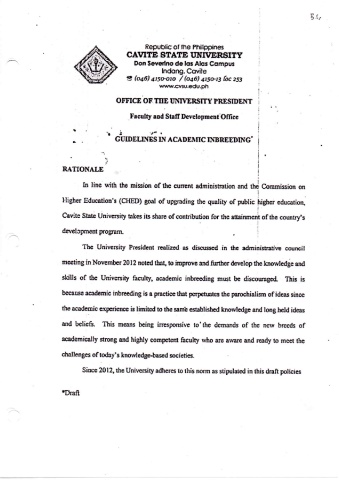 Republic of the Philippines
CAVITE STATE UNIVERSITY
Don Severino de las Alas Campus
Indang, Cavite
☎ (046) 4150-010 / (046) 4150-13 loc 253
www.cvsu.edu.ph
OFFICE OF THE UNIVERSITY PRESIDENT
Faculty and Staff Development Office
GUIDELINES IN ACADEMIC INBREEDING*
RATIONALE
In line with the mission of the current administration and the Commission on
Higher Education's (CHED) goal of upgrading the quality of public higher education,
Cavite State University takes its share of contribution for the attainment of the country's
development program.
The University President realized as discussed in the administrative council
meeting in November 2012 noted that, to improve and further develop the knowledge and
skills of the University faculty, academic inbreeding must be discouraged. This is
because academic inbreeding is a practice that perpetuates the parochialism of ideas since
the academic experience is limited to the same established knowledge and long held ideas
and beliefs. This means being irresponsive to the demands of the new breeds of
academically strong and highly competent faculty who are aware and ready to meet the
challenges of today's knowledge-based societies.
Since 2012, the University adheres to this norm as stipulated in this draft policies
*Draft